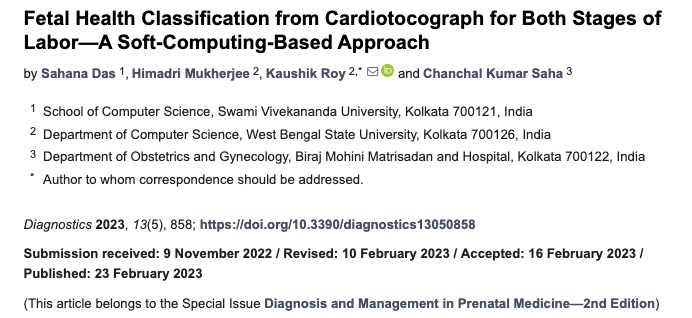 Fetal Health Classification from Cardiotocograph for Both Stages of
Labor—A Soft-Computing-Based Approach
by Sahana Das 1, Himadri Mukherjee 2, Kaushik Roy 2,* iD and Chanchal Kumar Saha 3
1 School of Computer Science, Swami Vivekananda University, Kolkata 700121, India
2 Department of Computer Science, West Bengal State University, Kolkata 700126, India
3 Department of Obstetrics and Gynecology, Biraj Mohini Matrisadan and Hospital, Kolkata 700122, India
* Author to whom correspondence should be addressed.
Diagnostics 2023, 13(5), 858; https://doi.org/10.3390/diagnostics13050858
Submission received: 9 November 2022 / Revised: 10 February 2023 / Accepted: 16 February 2023 /
Published: 23 February 2023
(This article belongs to the Special Issue Diagnosis and Management in Prenatal Medicine—2nd Edition)